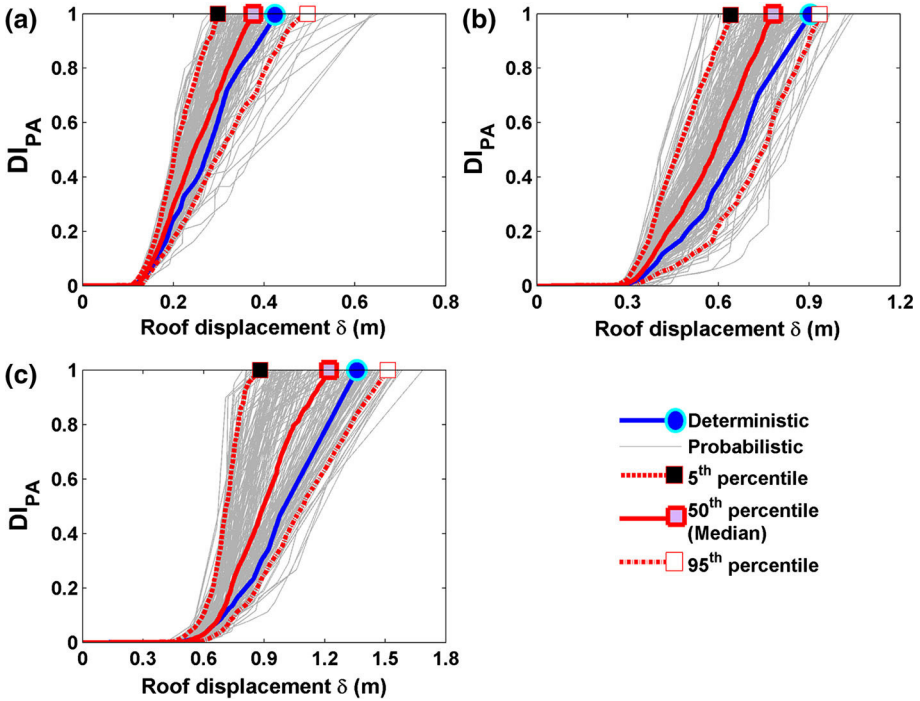 (a)
1
0.8
0.6
0.4
0.2
0
DI_PA
0 0.2 0.4 0.6 0.8
Roof displacement δ (m)
(b)
1
0.8
0.6
0.4
0.2
0
DI_PA
0 0.3 0.6 0.9 1.2
Roof displacement δ (m)
(c)
1
0.8
0.6
0.4
0.2
0
DI_PA
0 0.3 0.6 0.9 1.2 1.5 1.8
Roof displacement δ (m)
Deterministic
Probabilistic
5th percentile
50th percentile
(Median)
95th percentile